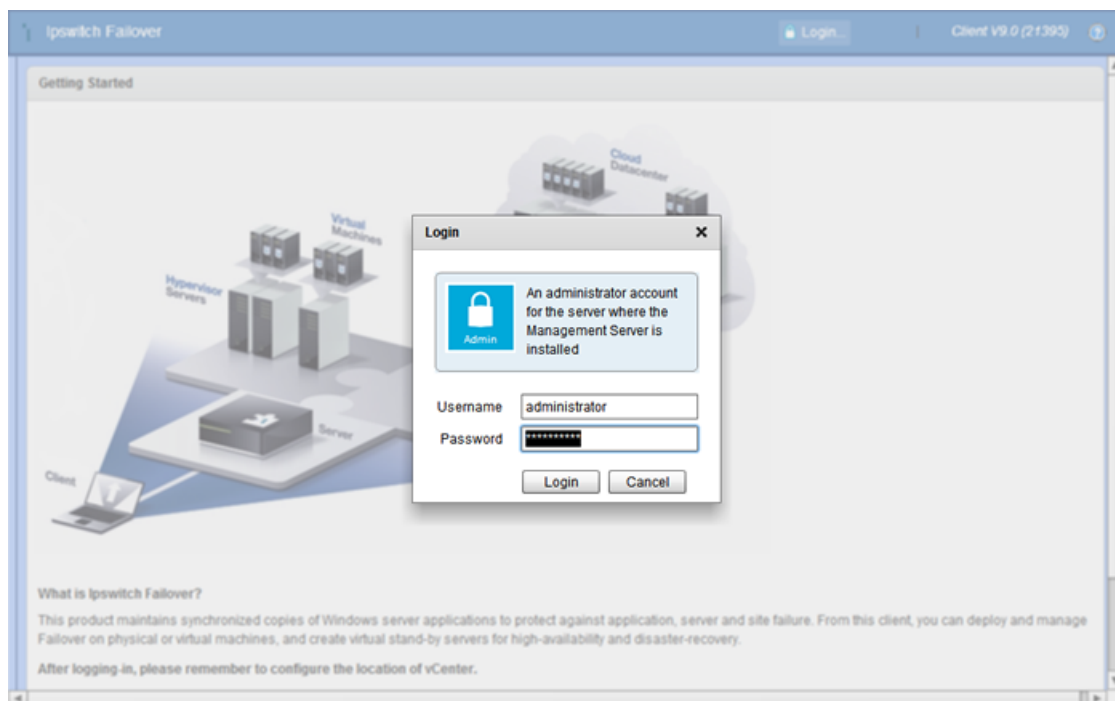 Ipswitch Failover
Login...
Client V9.0 (21395)
?
Getting Started
Cloud
Datacenter
Virtual
Machines
Hypervisor
Servers
Server
Client
Login
Admin
An administrator account
for the server where the
Management Server is
installed
Username administrator
Password **********
Login Cancel
What is Ipswitch Failover?
This product maintains synchronized copies of Windows server applications to protect against application, server and site failure. From this client, you can deploy and manage
Failover on physical or virtual machines, and create virtual stand-by servers for high-availability and disaster-recovery.
After logging-in, please remember to configure the location of vCenter.